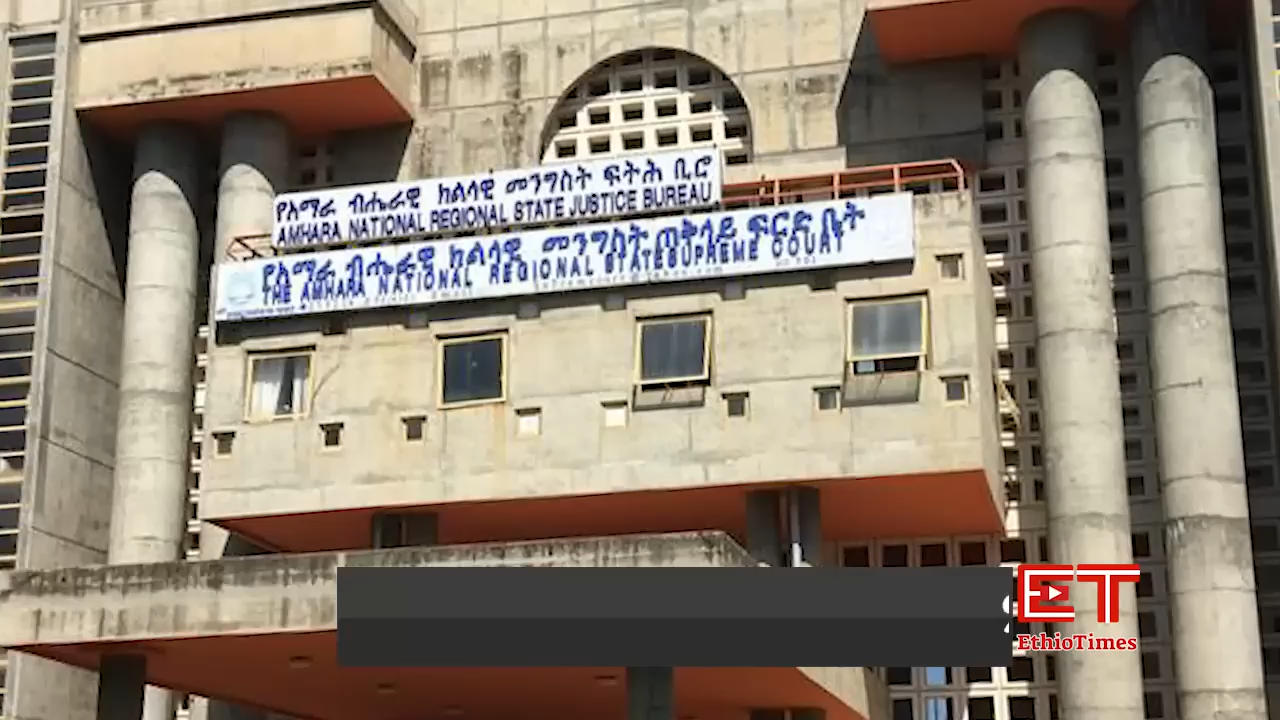 የአማራ ብሔራዊ ክልላዊ መንግስት ፍትሕ ቢሮ
AMHARA NATIONAL REGIONAL STATE JUSTICE BUREAU
የአማራ ብሔራዊ ክልላዊ መንግስት ጠቅላይ ፍርድ ቤት
THE AMHARA NATIONAL REGIONAL STATE SUPREME COURT
ET
EthioTimes